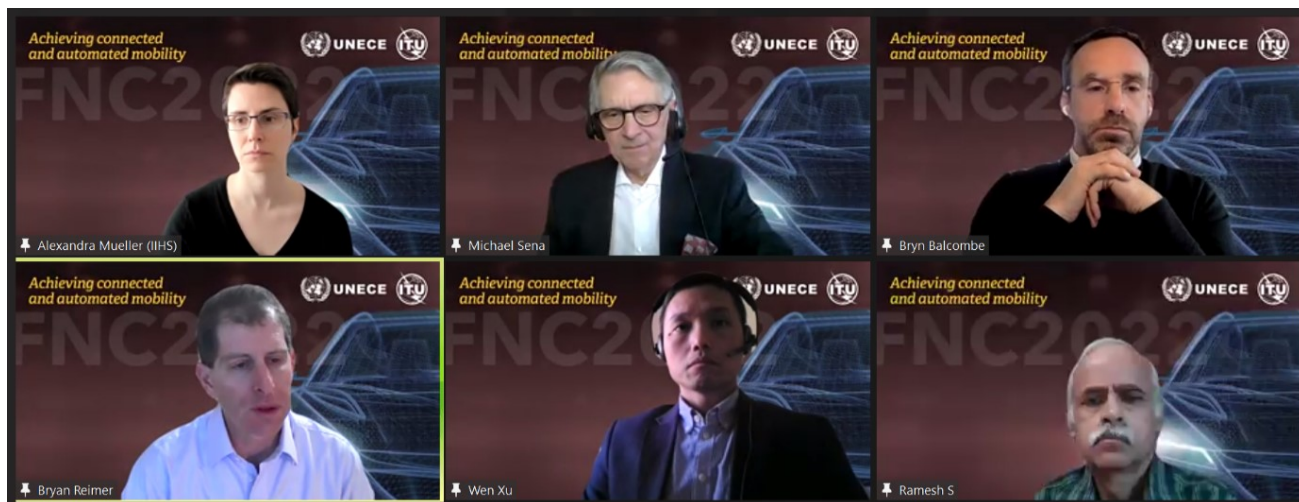 Achieving connected
and automated mobility
UNECE
ITU
FNC2022
Alexandra Mueller (IIHS)
Achieving connected
and automated mobility
UNECE
ITU
FNC2022
Michael Sena
Achieving connected
and automated mobility
UNECE
ITU
FNC2022
Bryn Balcombe
Achieving connected
and automated mobility
UNECE
ITU
FNC2022
Bryan Reimer
Achieving connected
and automated mobility
UNECE
ITU
FNC2022
Wen Xu
Achieving connected
and automated mobility
UNECE
ITU
FNC2022
Ramesh S